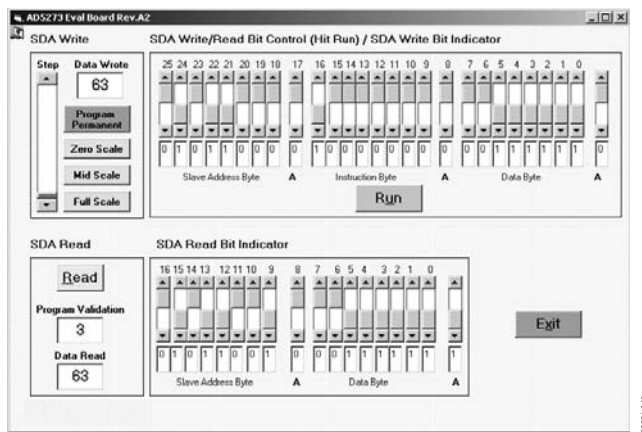 AD5273 Eval Board Rev.A2
SDA Write
SDA Write/Read Bit Control (Hit Run) / SDA Write Bit Indicator
Step Data Wrote
25 24 23 22 21 20 19 18 17 16 15 14 13 12 11 10 9 8 7 6 5 4 3 2 1 0
63
Program
Permanent
Zero Scale
0 1 0 1 1 0 0 0 0 1 0 0 0 0 0 0 0 0 0 0 1 1 1 1 1 1 0
Mid Scale
Slave Address Byte A Instruction Byte A Data Byte A
Full Scale
Run
SDA Read
SDA Read Bit Indicator
Read
16 15 14 13 12 11 10 9 8 7 6 5 4 3 2 1 0
Program Validation
3
Exit
Data Read
0 1 0 1 1 0 0 1 0 1 1 1 1 1 1 1 1 1
63
Slave Address Byte A Data Byte A